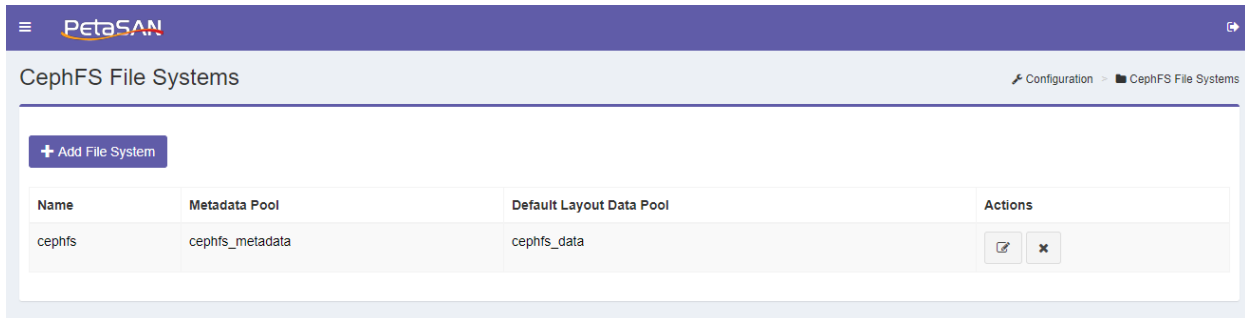 PetaSAN
CephFS File Systems
Configuration > CephFS File Systems
Add File System
Name Metadata Pool Default Layout Data Pool Actions
cephfs cephfs_metadata cephfs_data